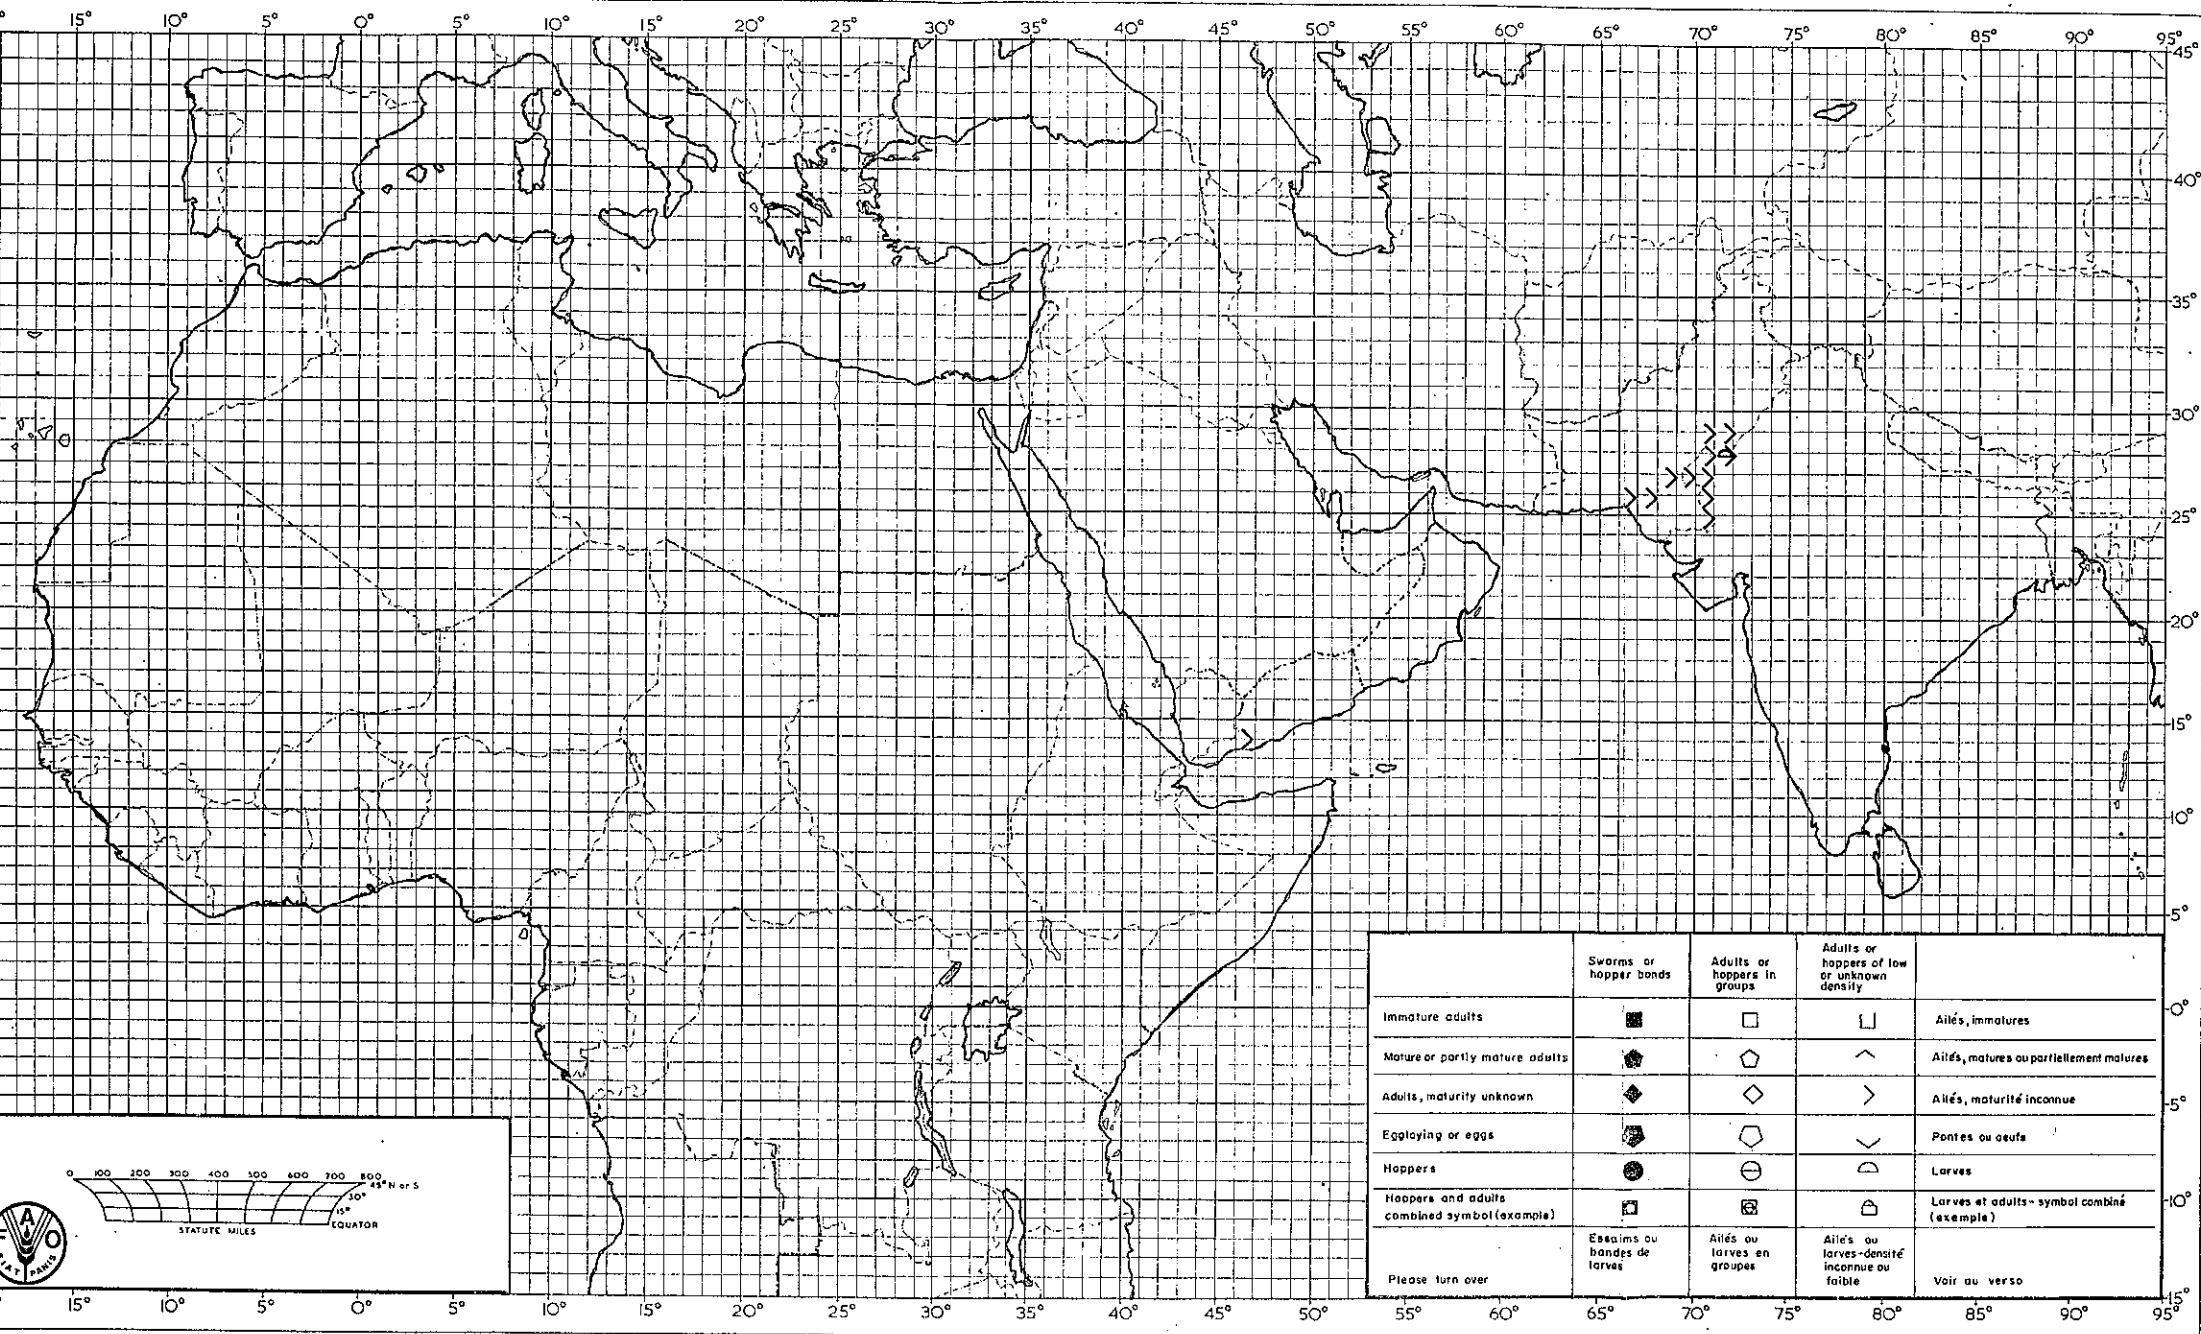 15° 10° 5° 0° 5° 10° 15° 20° 25° 30° 35° 40° 45° 50° 55° 60° 65° 70° 75° 80° 85° 90° 95°
45°
40°
35°
30°
25°
20°
15°
10°
5°
0°
5°
10°
15°
Swarms or
hopper bands
Adults or
hoppers in
groups
Adults or
hoppers of low
or unknown
density
Immature adults
Ailés, immatures
Mature or partly mature adults
Ailés, matures ou partiellement matures
Adults, maturity unknown
Ailés, maturité inconnue
Egglaying or eggs
Pontes ou oeufs
Hoppers
Larves
Hoppers and adults
combined symbol (example)
Larves et adults - symbol combiné
(exemple)
Essaims ou
bandes de
larves
Ailés ou
larves en
groupes
Ailés ou
larves-densité
inconnue ou
faible
Please turn over
Voir au verso
0 100 200 300 400 500 600 700 800
45° N or S
30°
15°
EQUATOR
STATUTE MILES
F A O
FIAT PANIS
15° 10° 5° 0° 5° 10° 15° 20° 25° 30° 35° 40° 45° 50° 55° 60° 65° 70° 75° 80° 85° 90° 95°